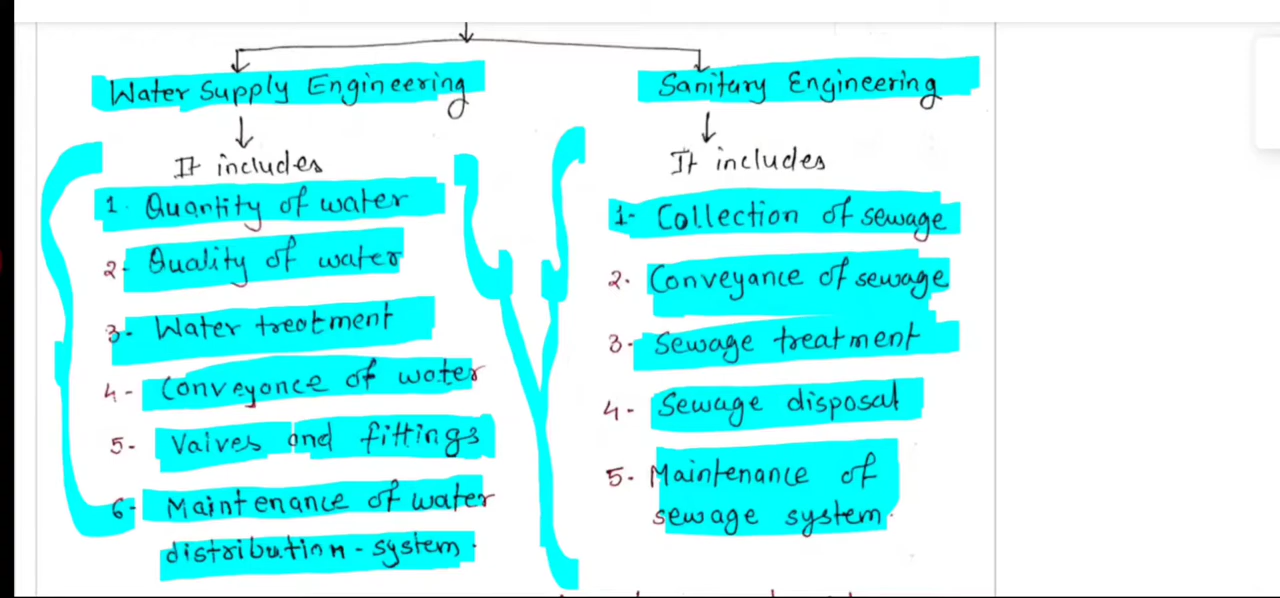 Water Supply Engineering
It includes
1. Quantity of water
2- Quality of water
3- Water treatment
4- Conveyance of water
5- Valves and fittings
6- Maintenance of water
distribution-system.
Sanitary Engineering
It includes
1- Collection of sewage
2. Conveyance of sewage
3. Sewage treatment
4- Sewage disposal
5. Maintenance of
sewage system.